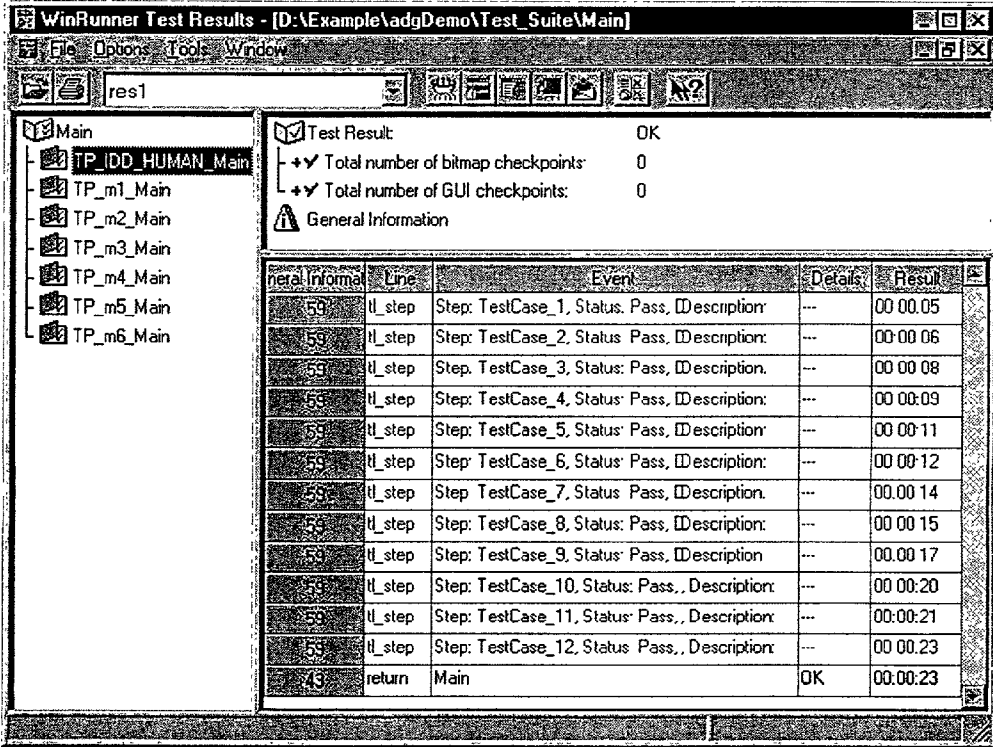 WinRunner Test Results - [D:\Example\adgDemo\Test_Suite\Main]
File Options Tools Window
res1
Main
TP_IDD_HUMAN_Main
TP_m1_Main
TP_m2_Main
TP_m3_Main
TP_m4_Main
TP_m5_Main
TP_m6_Main
Test Result: OK
Total number of bitmap checkpoints: 0
Total number of GUI checkpoints: 0
General Information
neral Informat Line Event Details Result
59 tl_step Step: TestCase_1, Status: Pass, Description: --- 00:00:05
59 tl_step Step: TestCase_2, Status: Pass, Description: --- 00:00:06
59 tl_step Step: TestCase_3, Status: Pass, Description: --- 00:00:08
59 tl_step Step: TestCase_4, Status: Pass, Description: --- 00:00:09
59 tl_step Step: TestCase_5, Status: Pass, Description: --- 00:00:11
59 tl_step Step: TestCase_6, Status: Pass, Description: --- 00:00:12
59 tl_step Step: TestCase_7, Status: Pass, Description: --- 00:00:14
59 tl_step Step: TestCase_8, Status: Pass, Description: --- 00:00:15
59 tl_step Step: TestCase_9, Status: Pass, Description: --- 00:00:17
59 tl_step Step: TestCase_10, Status: Pass,, Description: --- 00:00:20
59 tl_step Step: TestCase_11, Status: Pass,, Description: --- 00:00:21
59 tl_step Step: TestCase_12, Status: Pass,, Description: --- 00:00:23
43 return Main OK 00:00:23